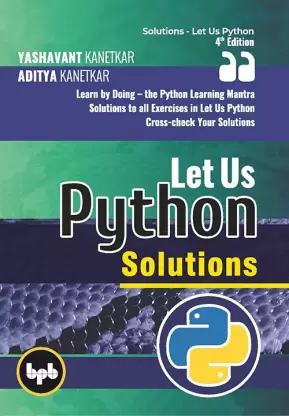 Solutions - Let Us Python
4th Edition
YASHAVANT KANETKAR
ADITYA KANETKAR
Learn by Doing – the Python Learning Mantra
Solutions to all Exercises in Let Us Python
Cross-check Your Solutions
Let Us
Python
Solutions
bpb